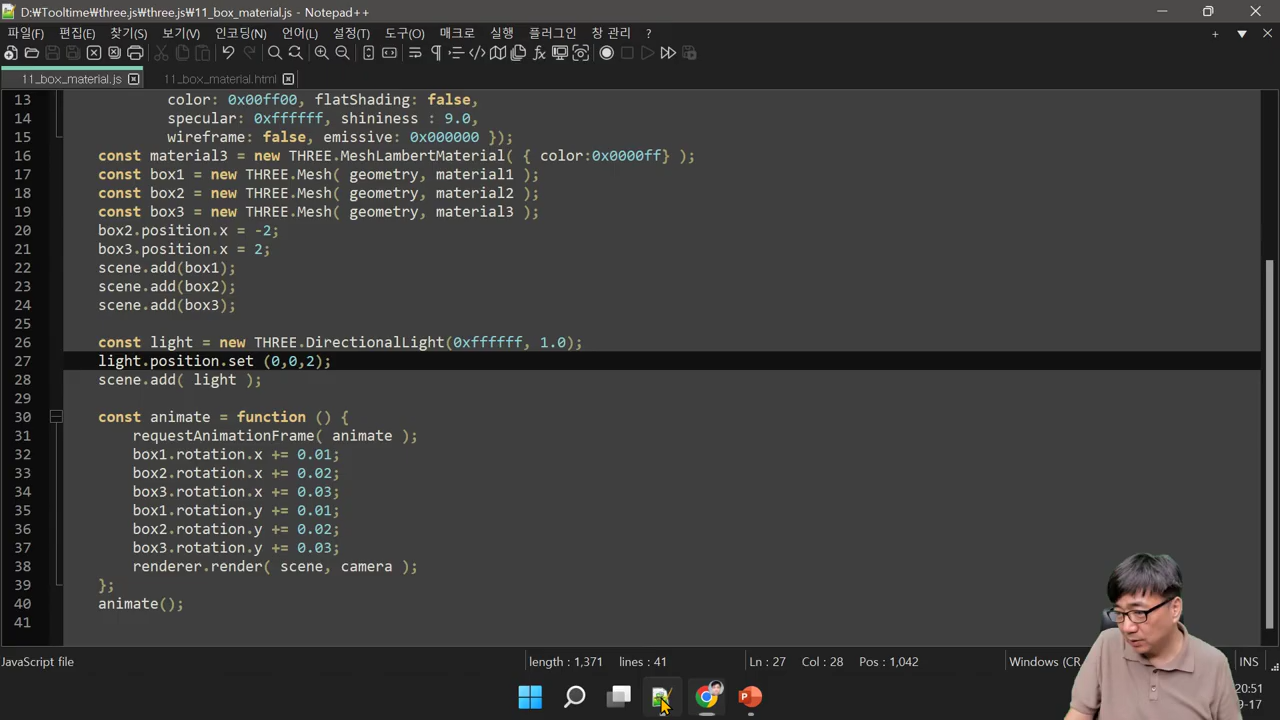 D:₩Tooltime₩three.js₩three.js₩11_box_material.js - Notepad++
파일(F) 편집(E) 찾기(S) 보기(V) 인코딩(N) 언어(L) 설정(T) 도구(O) 매크로 실행 플러그인 창 관리 ?
11_box_material.js 11_box_material.html
13 color: 0x00ff00, flatShading: false,
14 specular: 0xffffff, shininess : 9.0,
15 wireframe: false, emissive: 0x000000 });
16 const material3 = new THREE.MeshLambertMaterial( { color:0x0000ff} );
17 const box1 = new THREE.Mesh( geometry, material1 );
18 const box2 = new THREE.Mesh( geometry, material2 );
19 const box3 = new THREE.Mesh( geometry, material3 );
20 box2.position.x = -2;
21 box3.position.x = 2;
22 scene.add(box1);
23 scene.add(box2);
24 scene.add(box3);
25
26 const light = new THREE.DirectionalLight(0xffffff, 1.0);
27 light.position.set (0,0,2);
28 scene.add( light );
29
30 const animate = function () {
31 requestAnimationFrame( animate );
32 box1.rotation.x += 0.01;
33 box2.rotation.x += 0.02;
34 box3.rotation.x += 0.03;
35 box1.rotation.y += 0.01;
36 box2.rotation.y += 0.02;
37 box3.rotation.y += 0.03;
38 renderer.render( scene, camera );
39 };
40 animate();
41
JavaScript file length : 1,371 lines : 41 Ln : 27 Col : 28 Pos : 1,042 Windows (CR, INS
20:51
-9-17